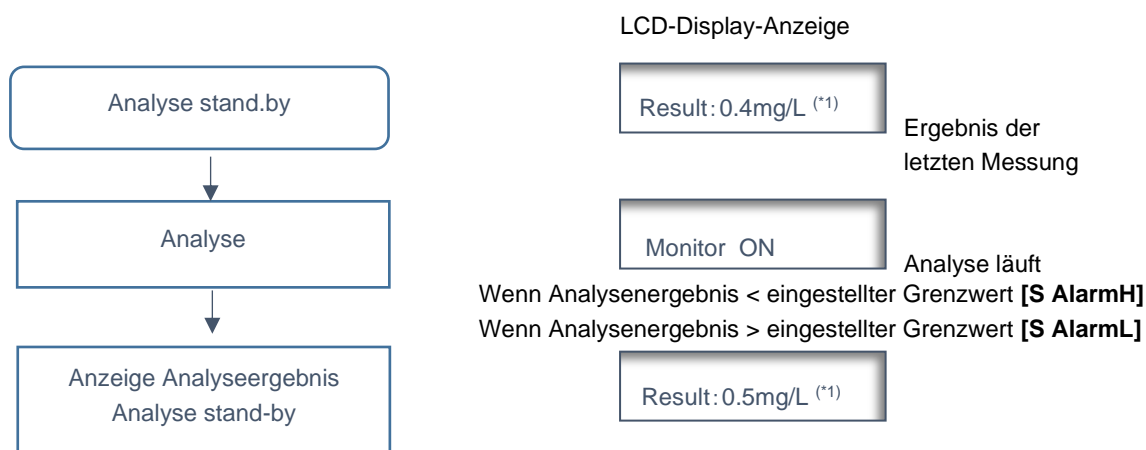 LCD-Display-Anzeige
Analyse stand.by
Result: 0.4mg/L (*1)
Ergebnis der
letzten Messung
Analyse
Monitor ON
Analyse läuft
Wenn Analysenergebnis < eingestellter Grenzwert [S AlarmH]
Wenn Analysenergebnis > eingestellter Grenzwert [S AlarmL]
Anzeige Analyseergebnis
Analyse stand-by
Result: 0.5mg/L (*1)